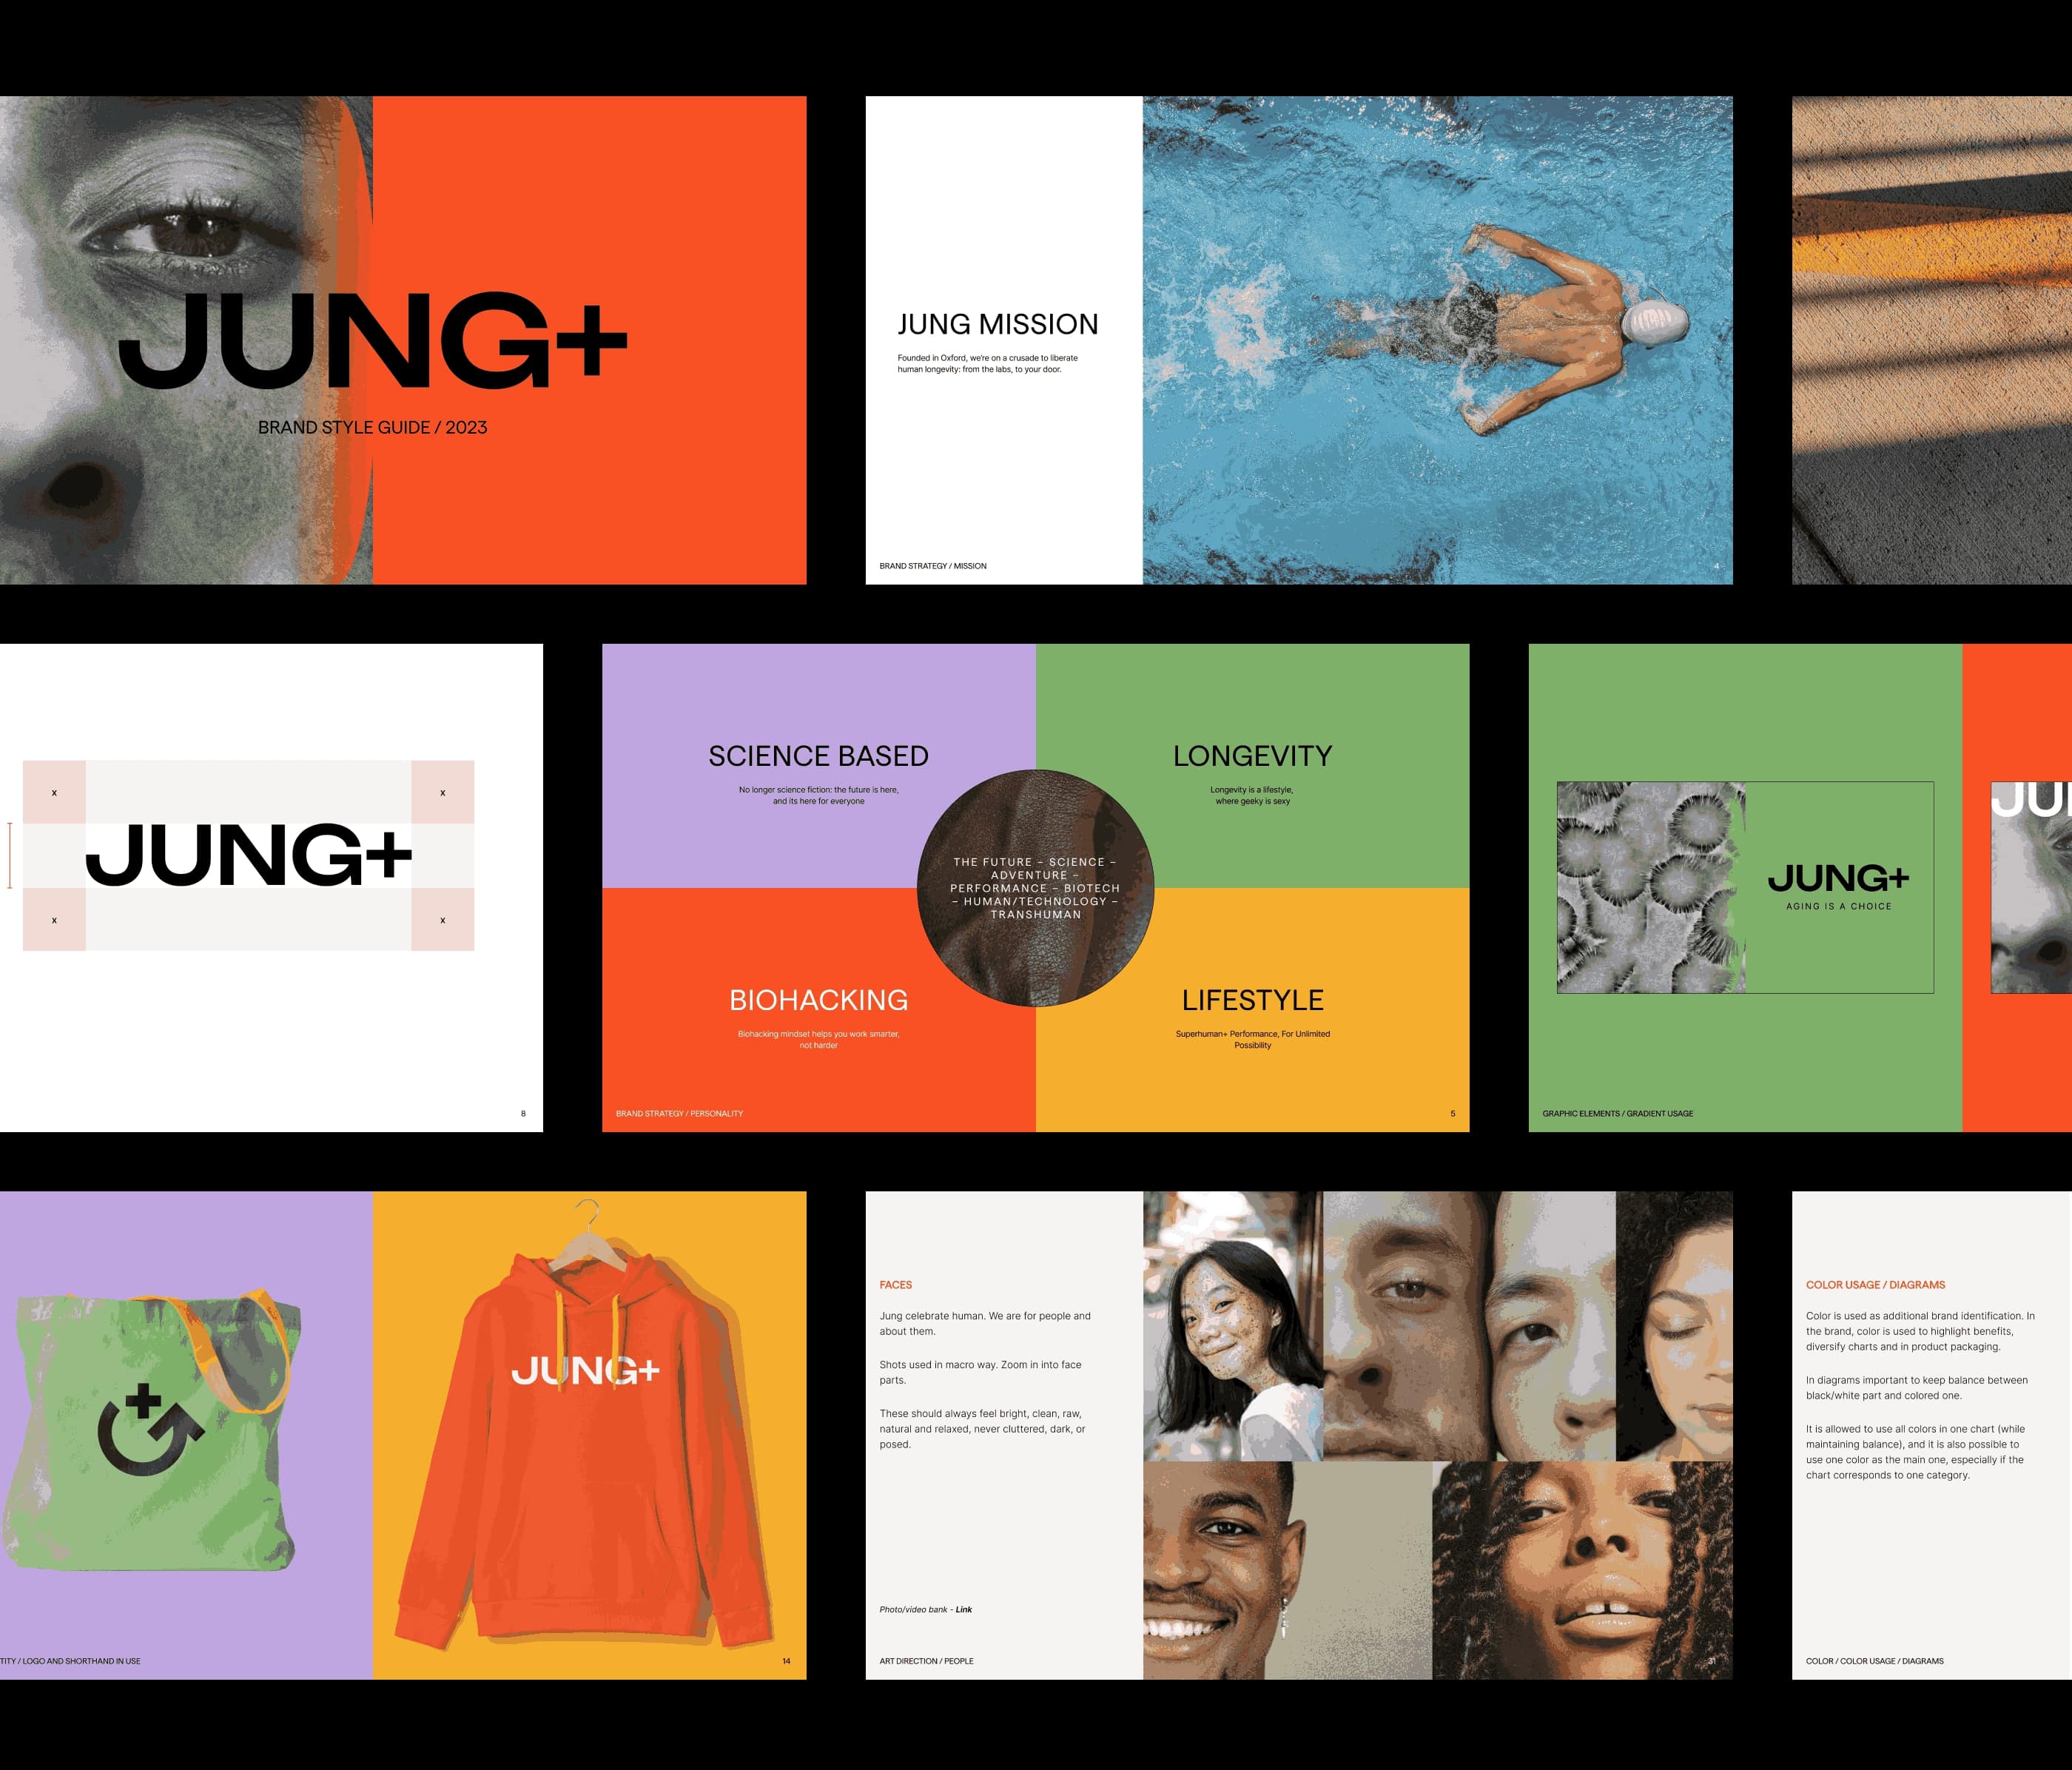 JUNG+
BRAND STYLE GUIDE / 2023
JUNG MISSION
Founded in Oxford, we're on a crusade to liberate
human longevity: from the labs, to your door.
BRAND STRATEGY / MISSION
4
x
x
JUNG+
x
x
8
SCIENCE BASED
No longer science fiction: the future is here,
and its here for everyone
LONGEVITY
Longevity is a lifestyle,
where geeky is sexy
THE FUTURE – SCIENCE –
ADVENTURE –
PERFORMANCE – BIOTECH
– HUMAN/TECHNOLOGY –
TRANSHUMAN
BIOHACKING
Biohacking mindset helps you work smarter,
not harder
LIFESTYLE
Superhuman+ Performance, For Unlimited
Possibility
BRAND STRATEGY / PERSONALITY
5
JUNG+
AGING IS A CHOICE
GRAPHIC ELEMENTS / GRADIENT USAGE
JU
JUNG+
TITY / LOGO AND SHORTHAND IN USE
14
FACES
Jung celebrate human. We are for people and
about them.
Shots used in macro way. Zoom in into face
parts.
These should always feel bright, clean, raw,
natural and relaxed, never cluttered, dark, or
posed.
Photo/video bank - Link
ART DIRECTION / PEOPLE
31
COLOR USAGE / DIAGRAMS
Color is used as additional brand identification. In
the brand, color is used to highlight benefits,
diversify charts and in product packaging.
In diagrams important to keep balance between
black/white part and colored one.
It is allowed to use all colors in one chart (while
maintaining balance), and it is also possible to
use one color as the main one, especially if the
chart corresponds to one category.
COLOR / COLOR USAGE / DIAGRAMS